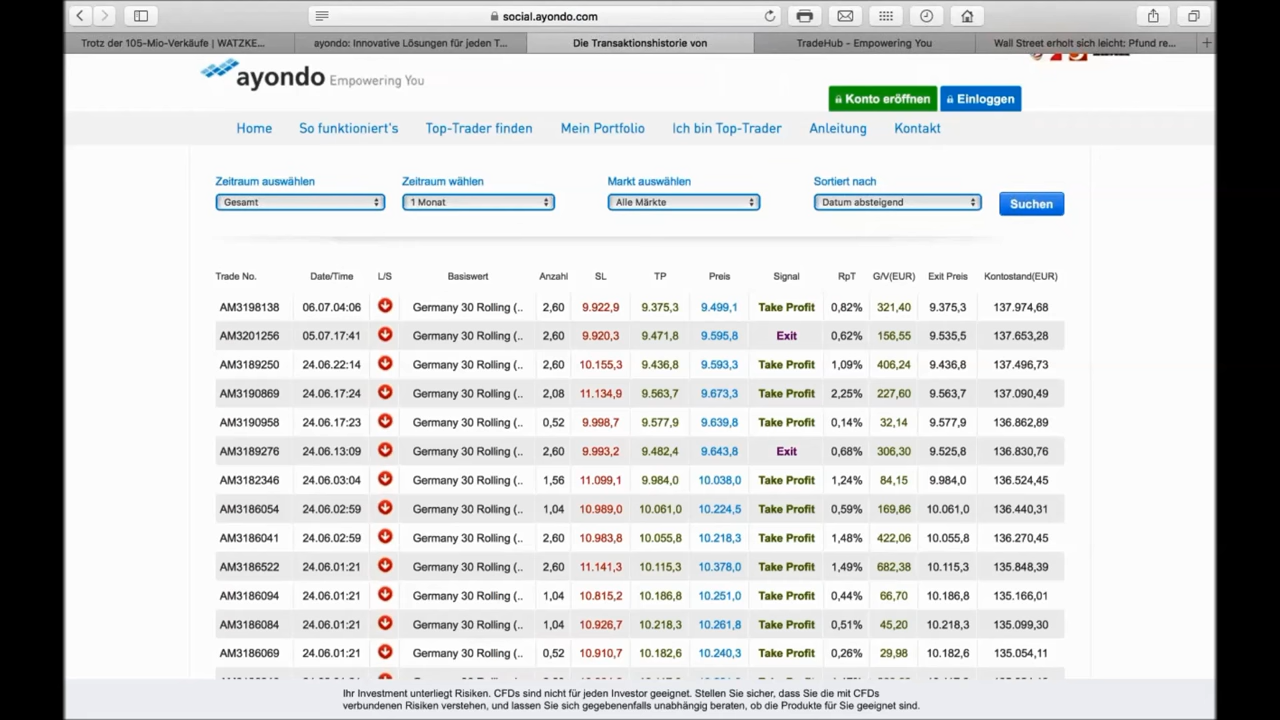 social.ayondo.com
Trotz der 105-Mio-Verkäufe | WATZKE... ayondo: Innovative Lösungen für jeden T... Die Transaktionshistorie von TradeHub - Empowering You Wall Street erholt sich leicht: Pfund re...
ayondo Empowering You
Konto eröffnen Einloggen
Home So funktioniert's Top-Trader finden Mein Portfolio Ich bin Top-Trader Anleitung Kontakt
Zeitraum auswählen Zeitraum wählen Markt auswählen Sortiert nach
Gesamt 1 Monat Alle Märkte Datum absteigend Suchen
Trade No. Date/Time L/S Basiswert Anzahl SL TP Preis Signal RpT G/V(EUR) Exit Preis Kontostand(EUR)
AM3198138 06.07.04:06 Germany 30 Rolling (.. 2,60 9.922,9 9.375,3 9.499,1 Take Profit 0,82% 321,40 9.375,3 137.974,68
AM3201256 05.07.17:41 Germany 30 Rolling (.. 2,60 9.920,3 9.471,8 9.595,8 Exit 0,62% 156,55 9.535,5 137.653,28
AM3189250 24.06.22:14 Germany 30 Rolling (.. 2,60 10.155,3 9.436,8 9.593,3 Take Profit 1,09% 406,24 9.436,8 137.496,73
AM3190869 24.06.17:24 Germany 30 Rolling (.. 2,08 11.134,9 9.563,7 9.673,3 Take Profit 2,25% 227,60 9.563,7 137.090,49
AM3190958 24.06.17:23 Germany 30 Rolling (.. 0,52 9.998,7 9.577,9 9.639,8 Take Profit 0,14% 32,14 9.577,9 136.862,89
AM3189276 24.06.13:09 Germany 30 Rolling (.. 2,60 9.993,2 9.482,4 9.643,8 Exit 0,68% 306,30 9.525,8 136.830,76
AM3182346 24.06.03:04 Germany 30 Rolling (.. 1,56 11.099,1 9.984,0 10.038,0 Take Profit 1,24% 84,15 9.984,0 136.524,45
AM3186054 24.06.02:59 Germany 30 Rolling (.. 1,04 10.989,0 10.061,0 10.224,5 Take Profit 0,59% 169,86 10.061,0 136.440,31
AM3186041 24.06.02:59 Germany 30 Rolling (.. 2,60 10.983,8 10.055,8 10.218,3 Take Profit 1,48% 422,06 10.055,8 136.270,45
AM3186522 24.06.01:21 Germany 30 Rolling (.. 2,60 11.141,3 10.115,3 10.378,0 Take Profit 1,49% 682,38 10.115,3 135.848,39
AM3186094 24.06.01:21 Germany 30 Rolling (.. 1,04 10.815,2 10.186,8 10.251,0 Take Profit 0,44% 66,70 10.186,8 135.166,01
AM3186084 24.06.01:21 Germany 30 Rolling (.. 1,04 10.926,7 10.218,3 10.261,8 Take Profit 0,51% 45,20 10.218,3 135.099,30
AM3186069 24.06.01:21 Germany 30 Rolling (.. 0,52 10.910,7 10.182,6 10.240,3 Take Profit 0,26% 29,98 10.182,6 135.054,11
Ihr Investment unterliegt Risiken. CFDs sind nicht für jeden Investor geeignet. Stellen Sie sicher, dass Sie die mit CFDs
verbundenen Risiken verstehen, und lassen Sie sich gegebenenfalls unabhängig beraten, ob die Produkte für Sie geeignet sind.